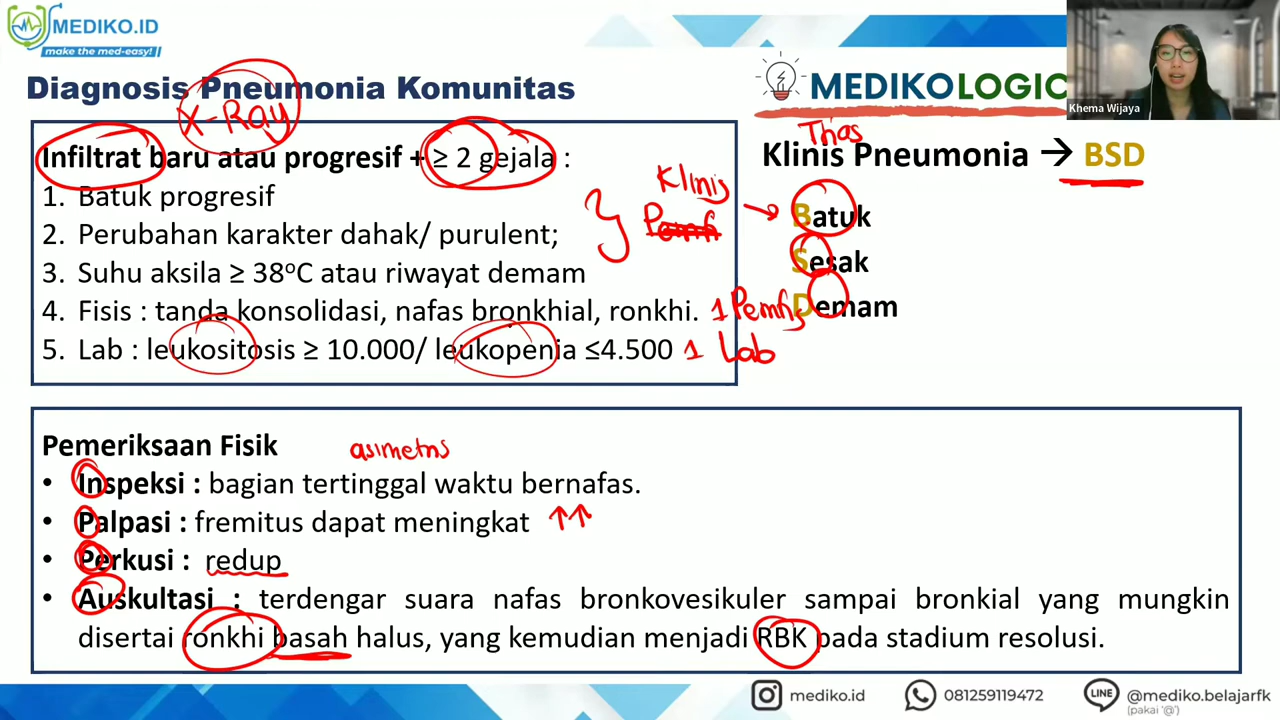 MEDIKO.ID
make the med-easy!
Diagnosis Pneumonia Komunitas
X-Ray
Infiltrat baru atau progresif + ≥ 2 gejala :
1. Batuk progresif
2. Perubahan karakter dahak/ purulent;
3. Suhu aksila ≥ 38°C atau riwayat demam
4. Fisis : tanda konsolidasi, nafas bronkhial, ronkhi.
5. Lab : leukositosis ≥ 10.000/ leukopenia ≤4.500
Klinis
1 Pemfis
1 Lab
MEDIKOLOGIC
Khema Wijaya
Klinis Pneumonia → BSD
Batuk
Sesak
Demam
Pemeriksaan Fisik
asimetris
• Inspeksi : bagian tertinggal waktu bernafas.
• Palpasi : fremitus dapat meningkat ↑↑
• Perkusi : redup
• Auskultasi : terdengar suara nafas bronkovesikuler sampai bronkial yang mungkin
disertai ronkhi basah halus, yang kemudian menjadi RBK pada stadium resolusi.
mediko.id
081259119472
LINE
@mediko.belajarfk
(pakai '@')